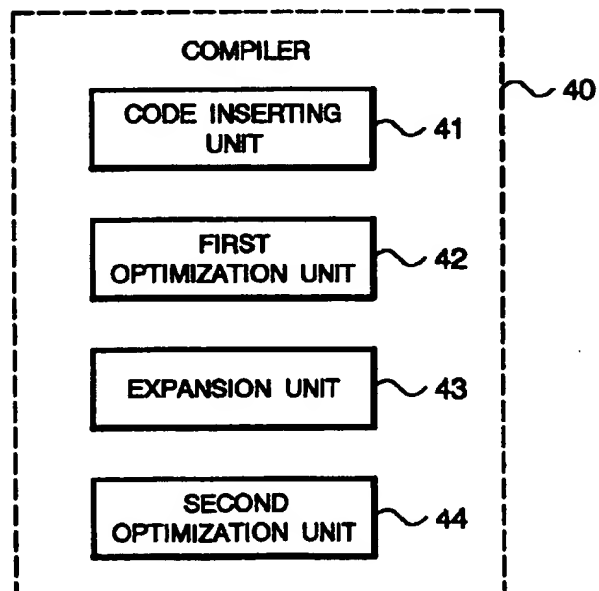 COMPILER
40
CODE INSERTING
UNIT
41
FIRST
OPTIMIZATION UNIT
42
EXPANSION UNIT
43
SECOND
OPTIMIZATION UNIT
44